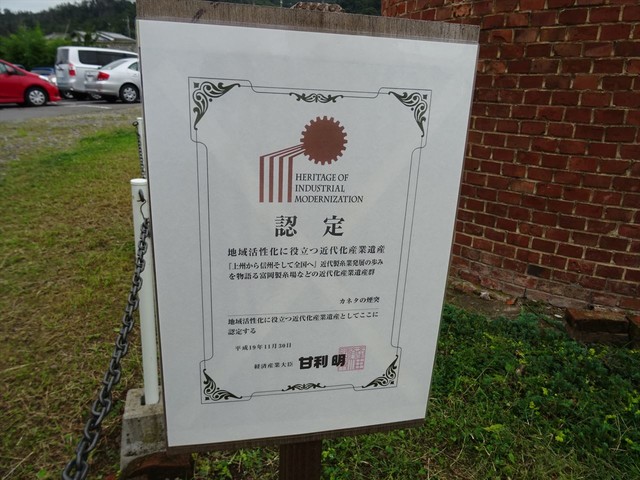 HERITAGE OF
INDUSTRIAL
MODERNIZATION
認定
地域活性化に役立つ近代化産業遺産
「上州から信州そして全国へ」近代製糸業発展の歩み
を物語る富岡製糸場などの近代化産業遺産群
カネタの煙突
地域活性化に役立つ近代化産業遺産としてここに
認定する
平成19年11月30日
経済産業大臣 甘利明